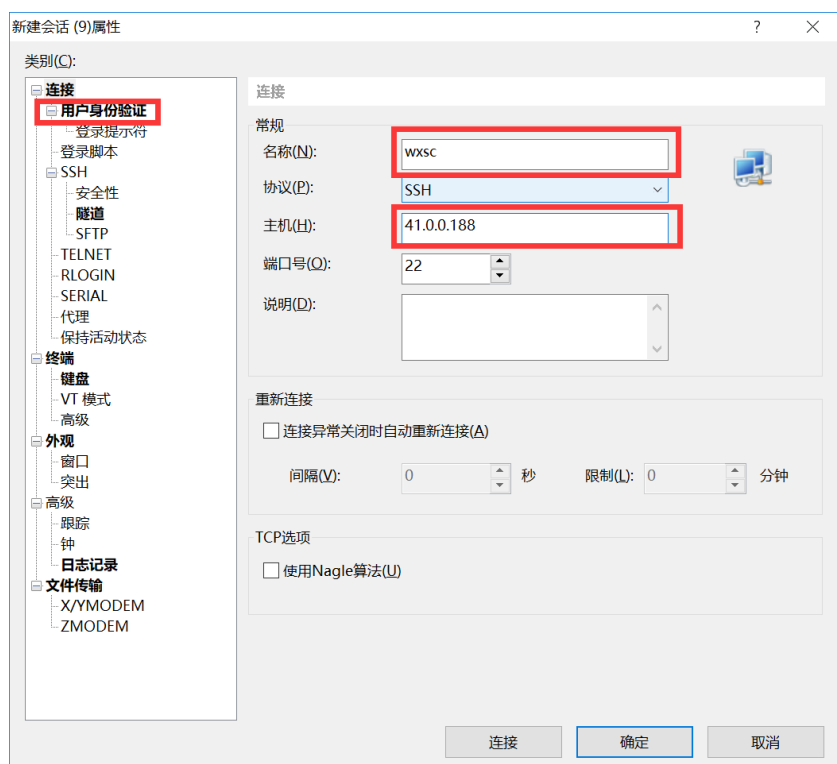 新建会话 (9)属性
?
类别(C):
连接
用户身份验证
登录提示符
登录脚本
SSH
安全性
隧道
SFTP
TELNET
RLOGIN
SERIAL
代理
保持活动状态
终端
键盘
VT 模式
高级
外观
窗口
突出
高级
跟踪
钟
日志记录
文件传输
X/YMODEM
ZMODEM
连接
常规
名称(N): wxsc
协议(P): SSH
主机(H): 41.0.0.188
端口号(O): 22
说明(D):
重新连接
连接异常关闭时自动重新连接(A)
间隔(V): 0 秒 限制(L): 0 分钟
TCP选项
使用Nagle算法(U)
连接 确定 取消